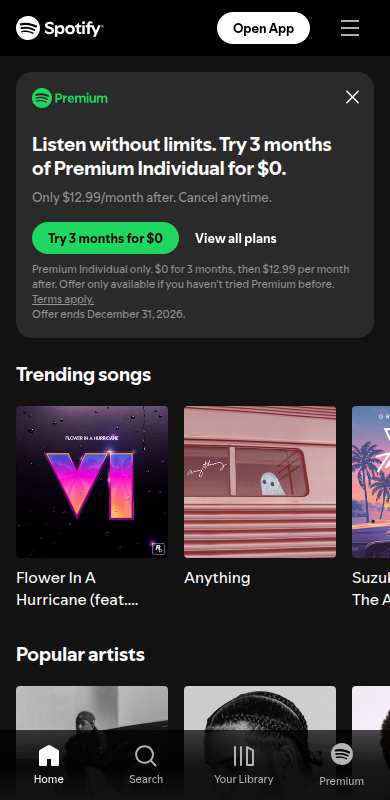 Spotify
Open App
Premium
Listen without limits. Try 3 months
of Premium Individual for $0.
Only $12.99/month after. Cancel anytime.
Try 3 months for $0
View all plans
Premium Individual only. $0 for 3 months, then $12.99 per month
after. Offer only available if you haven't tried Premium before.
Terms apply.
Offer ends December 31, 2026.
Trending songs
FLOWER IN A HURRICANE
VI
R
anything
Flower In A
Hurricane (feat....
Anything
The A
Popular artists
Home
Search
Your Library
Premium